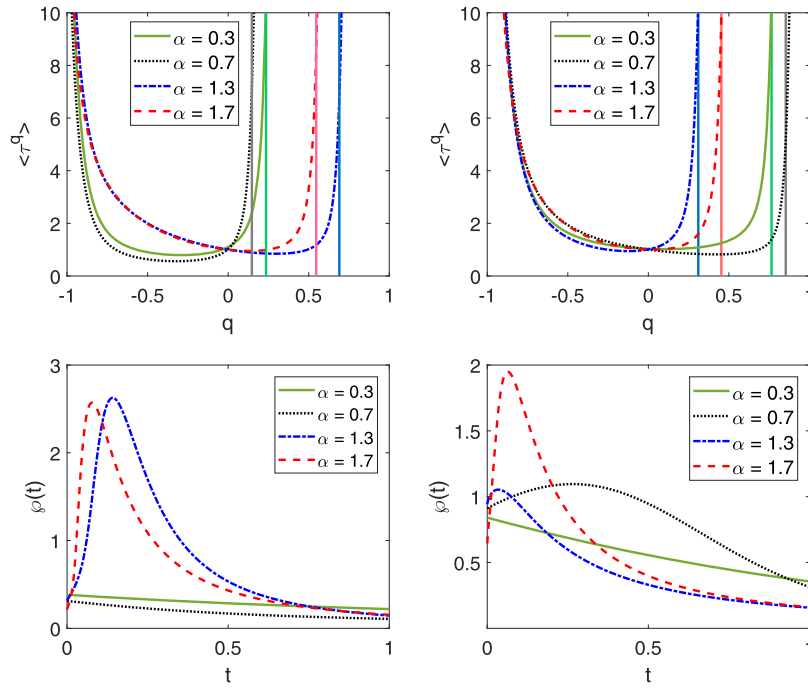 10
8
6
4
2
0
<τ^q>
α = 0.3
α = 0.7
α = 1.3
α = 1.7
-1
-0.5
0
0.5
1
q
10
8
6
4
2
0
<τ^q>
α = 0.3
α = 0.7
α = 1.3
α = 1.7
-1
-0.5
0
0.5
1
q
3
2
1
0
℘(t)
α = 0.3
α = 0.7
α = 1.3
α = 1.7
0
0.5
1
t
2
1.5
1
0.5
℘(t)
α = 0.3
α = 0.7
α = 1.3
α = 1.7
0
0.5
1
t